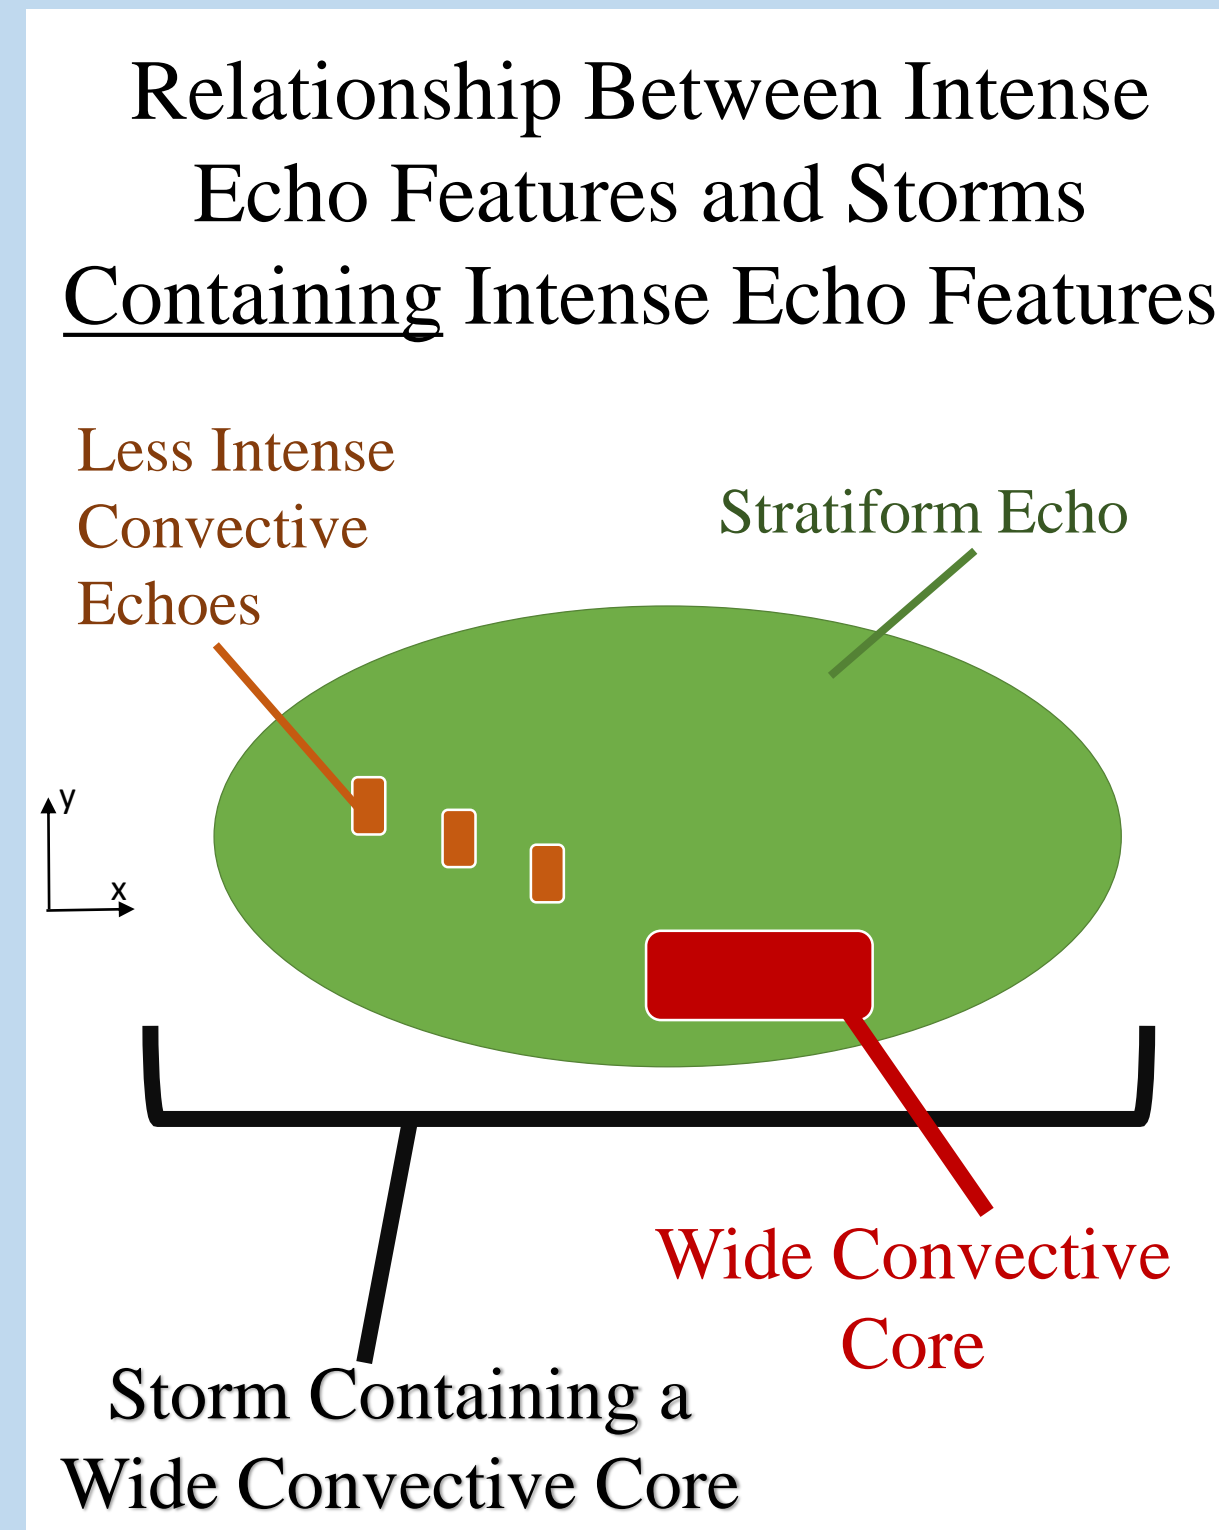 Relationship Between Intense
Echo Features and Storms
Containing Intense Echo Features
Less Intense
Convective
Echoes
Stratiform Echo
y
x
Wide Convective
Core
Storm Containing a
Wide Convective Core